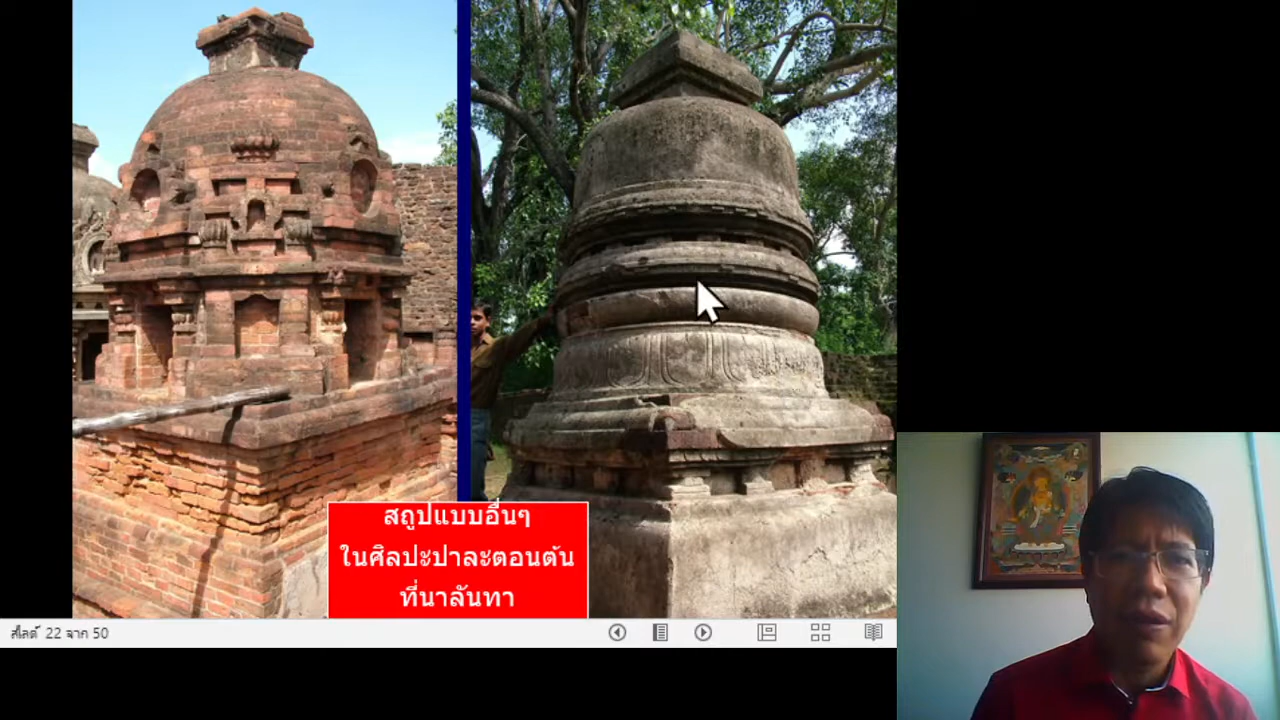 สถูปแบบอื่นๆ
ในศิลปะปาละตอนต้น
ที่นาลันทา
สไลด์ 22 จาก 50